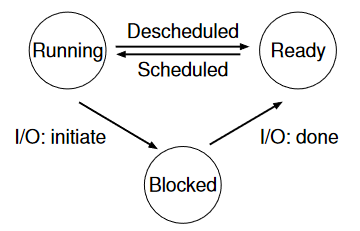 Descheduled
Running
Ready
Scheduled
I/O: initiate
I/O: done
Blocked